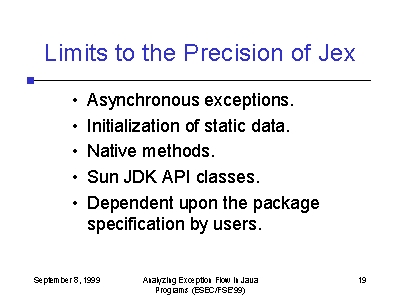 Limits to the Precision of Jex
• Asynchronous exceptions.
• Initialization of static data.
• Native methods.
• Sun JDK API classes.
• Dependent upon the package
specification by users.
September 8, 1999
Analyzing Exception Flow in Java
Programs (ESEC/FSE'99)
19